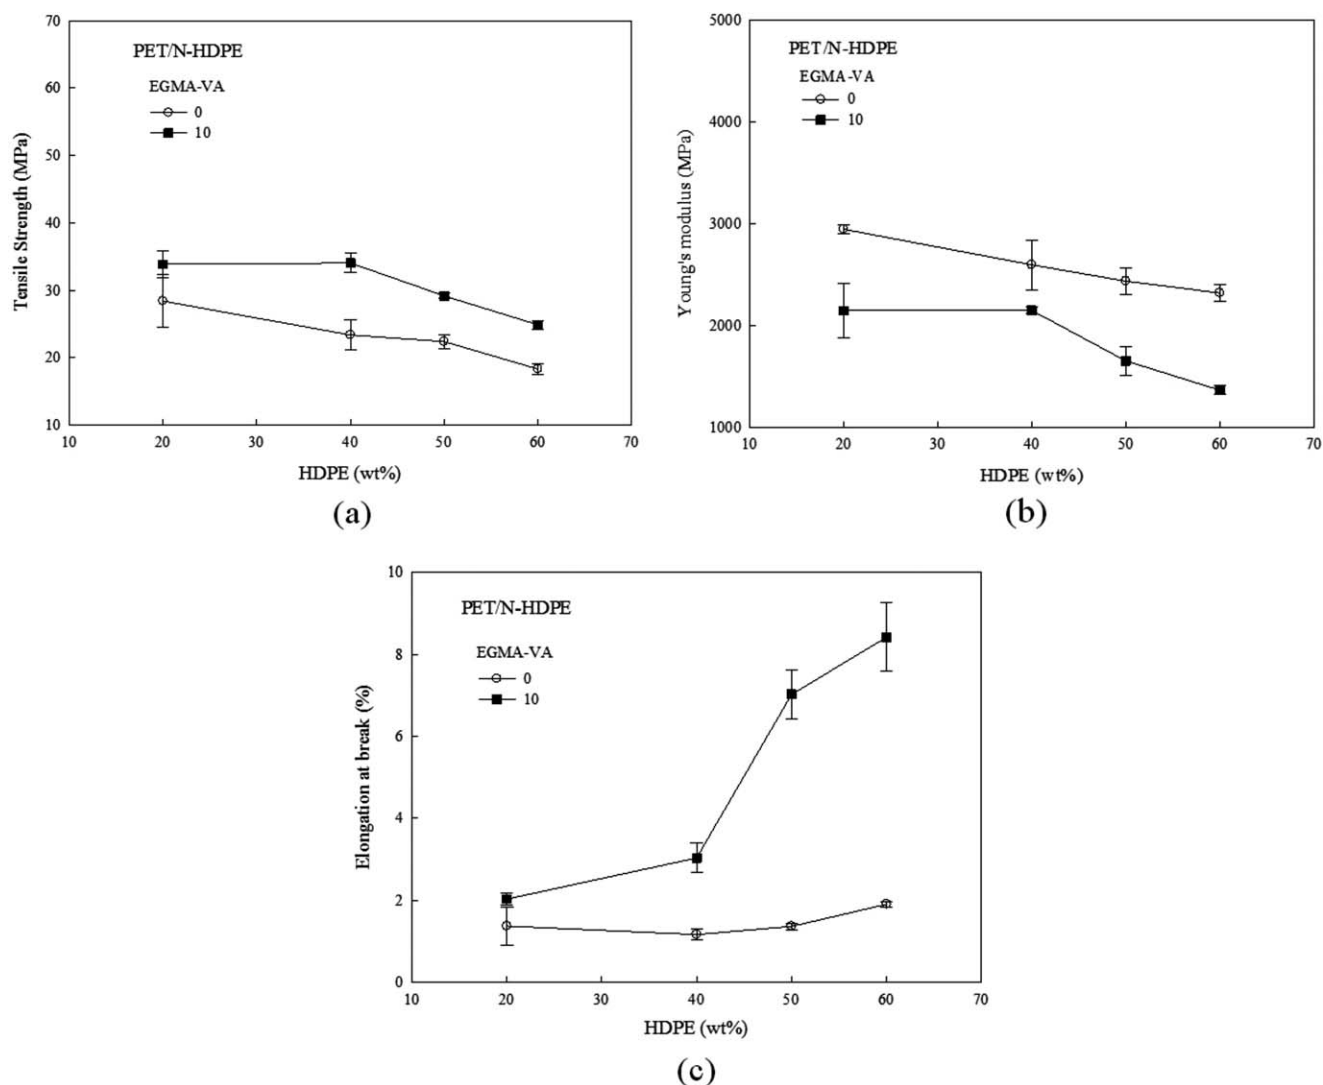 70
60
50
40
30
20
10
Tensile Strength (MPa)
PET/N-HDPE
EGMA-VA
0
10
10 20 30 40 50 60 70
HDPE (wt%)
(a)
5000
4000
3000
2000
1000
Young's modulus (MPa)
PET/N-HDPE
EGMA-VA
0
10
10 20 30 40 50 60 70
HDPE (wt%)
(b)
10
8
6
4
2
0
Elongation at break (%)
PET/N-HDPE
EGMA-VA
0
10
10 20 30 40 50 60 70
HDPE (wt%)
(c)